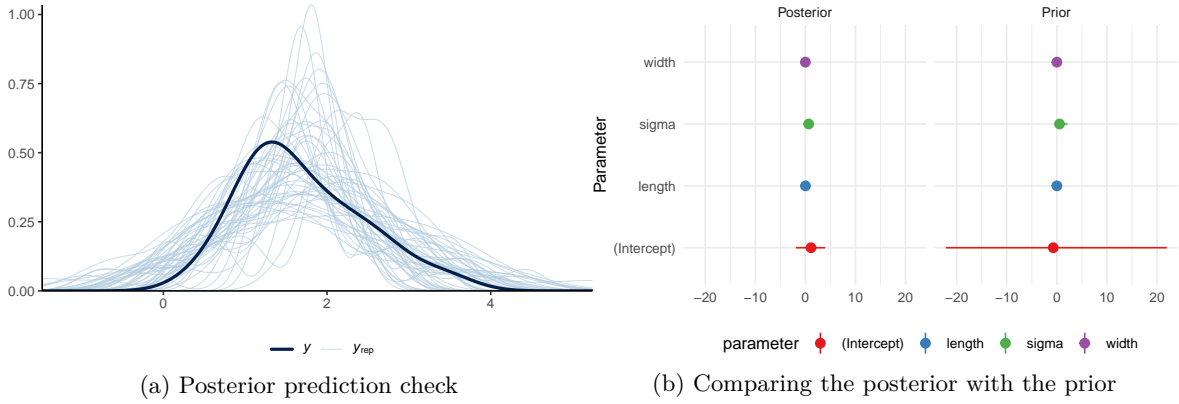 1.00
0.75
0.50
0.25
0.00
0
2
4
y
yrep
(a) Posterior prediction check
Posterior
Prior
Parameter
width
sigma
length
(Intercept)
−20
−10
0
10
20
−20
−10
0
10
20
parameter (Intercept) length sigma width
(b) Comparing the posterior with the prior